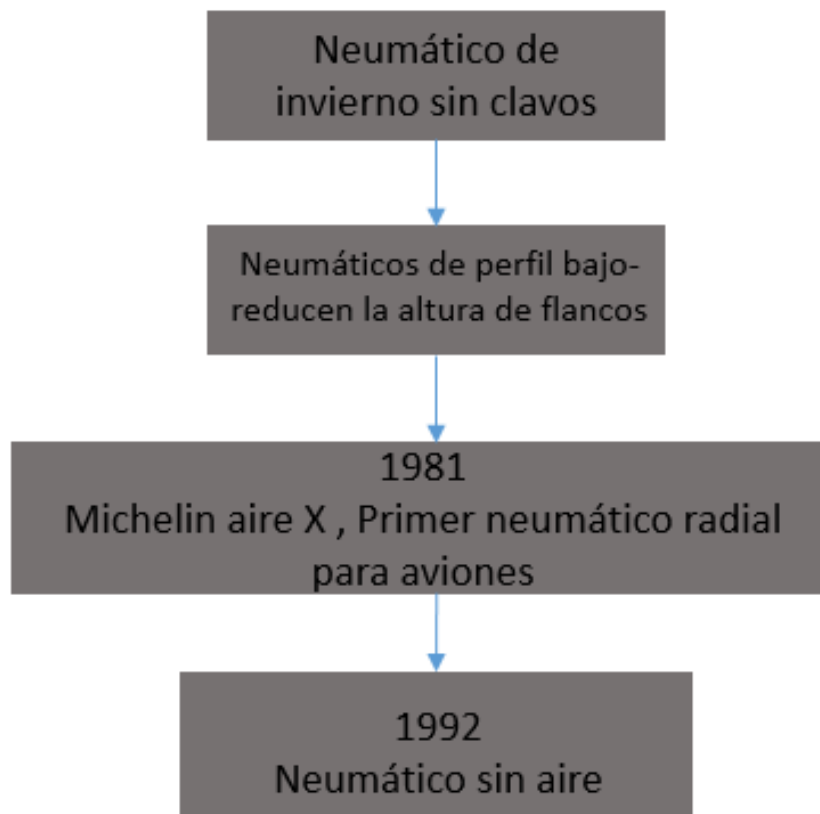 Neumático de
invierno sin clavos
Neumáticos de perfil bajo-
reducen la altura de flancos
1981
Michelin aire X , Primer neumático radial
para aviones
1992
Neumático sin aire